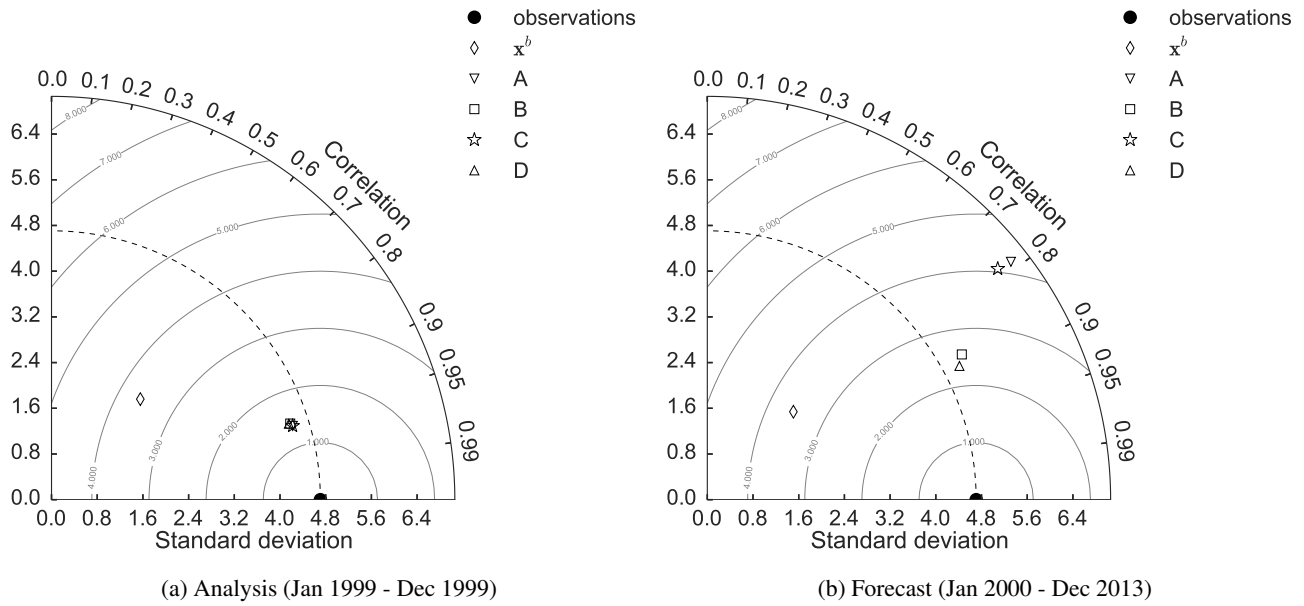 observations
x^b
A
B
C
D
0.0 0.1 0.2 0.3 0.4 0.5 0.6 0.7 0.8 0.9 0.95 0.99
Correlation
6.4
5.6
4.8
4.0
3.2
2.4
1.6
0.8
0.0
8.000
7.000
6.000
5.000
4.000
3.000
2.000
1.000
0.0 0.8 1.6 2.4 3.2 4.0 4.8 5.6 6.4
Standard deviation
(a) Analysis (Jan 1999 - Dec 1999)
observations
x^b
A
B
C
D
0.0 0.1 0.2 0.3 0.4 0.5 0.6 0.7 0.8 0.9 0.95 0.99
Correlation
6.4
5.6
4.8
4.0
3.2
2.4
1.6
0.8
0.0
8.000
7.000
6.000
5.000
4.000
3.000
2.000
1.000
0.0 0.8 1.6 2.4 3.2 4.0 4.8 5.6 6.4
Standard deviation
(b) Forecast (Jan 2000 - Dec 2013)